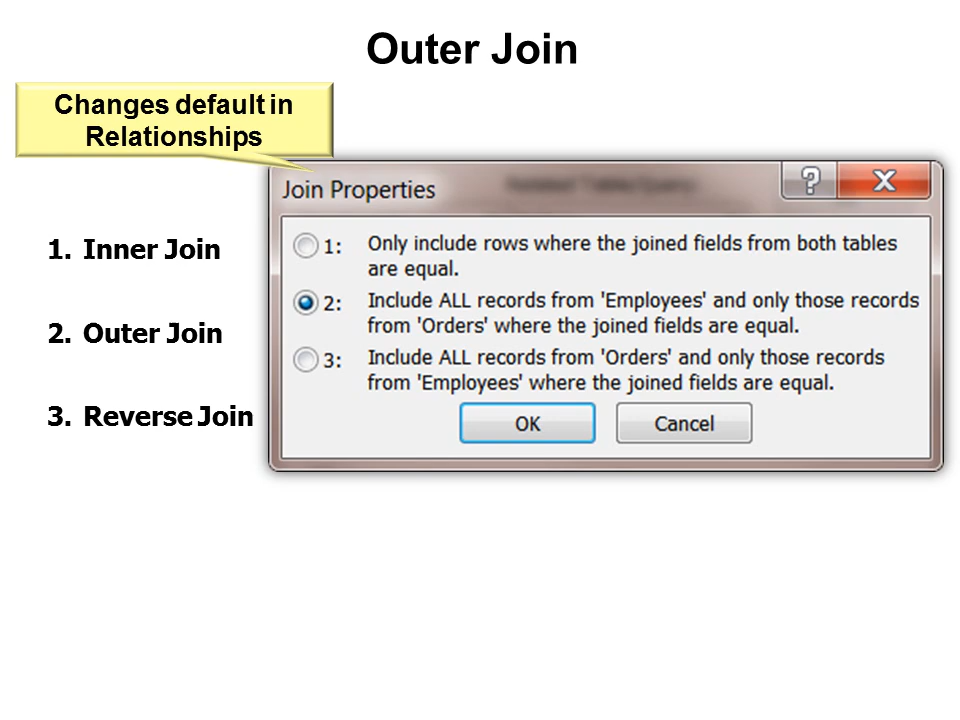 Outer Join
Changes default in
Relationships
Join Properties
1. Inner Join
2. Outer Join
3. Reverse Join
1: Only include rows where the joined fields from both tables
are equal.
2: Include ALL records from 'Employees' and only those records
from 'Orders' where the joined fields are equal.
3: Include ALL records from 'Orders' and only those records
from 'Employees' where the joined fields are equal.
OK Cancel